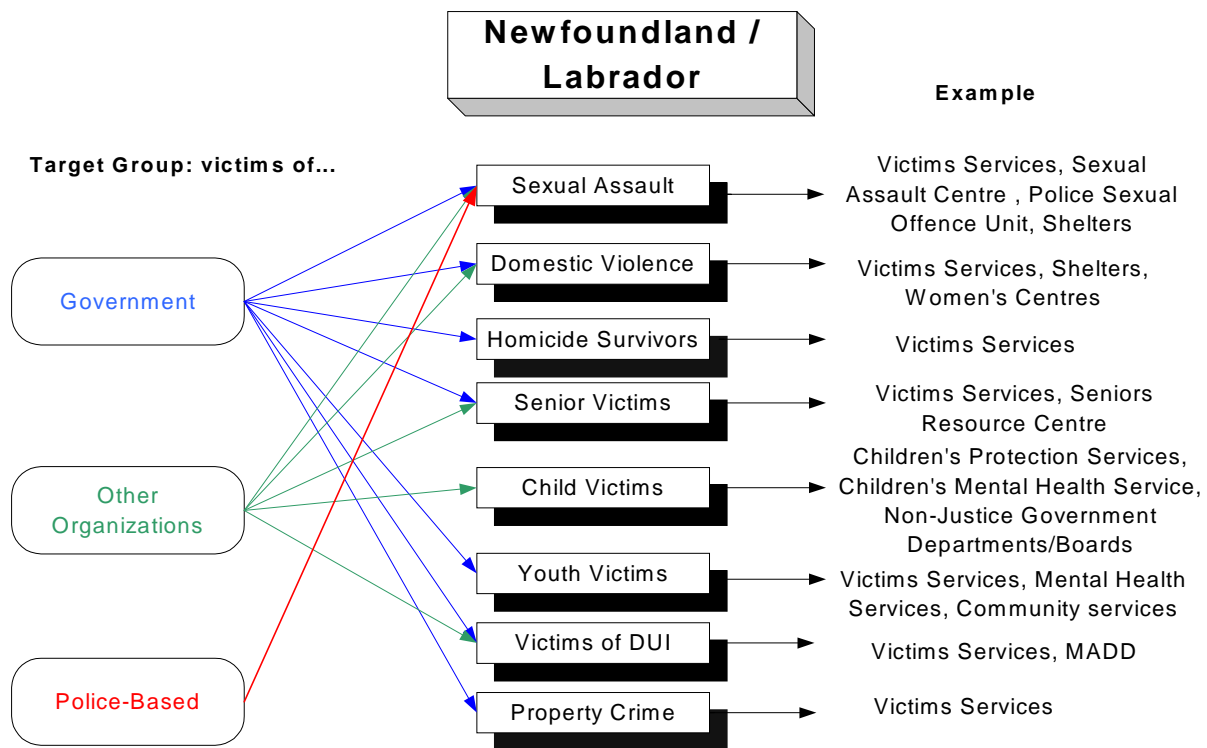 Newfoundland /
Labrador
Example
Target Group: victims of...
Government
Other
Organizations
Police-Based
Sexual Assault
Victims Services, Sexual
Assault Centre , Police Sexual
Offence Unit, Shelters
Domestic Violence
Victims Services, Shelters,
Women's Centres
Homicide Survivors
Victims Services
Senior Victims
Victims Services, Seniors
Resource Centre
Child Victims
Children's Protection Services,
Children's Mental Health Service,
Non-Justice Government
Departments/Boards
Youth Victims
Victims Services, Mental Health
Services, Community services
Victims of DUI
Victims Services, MADD
Property Crime
Victims Services